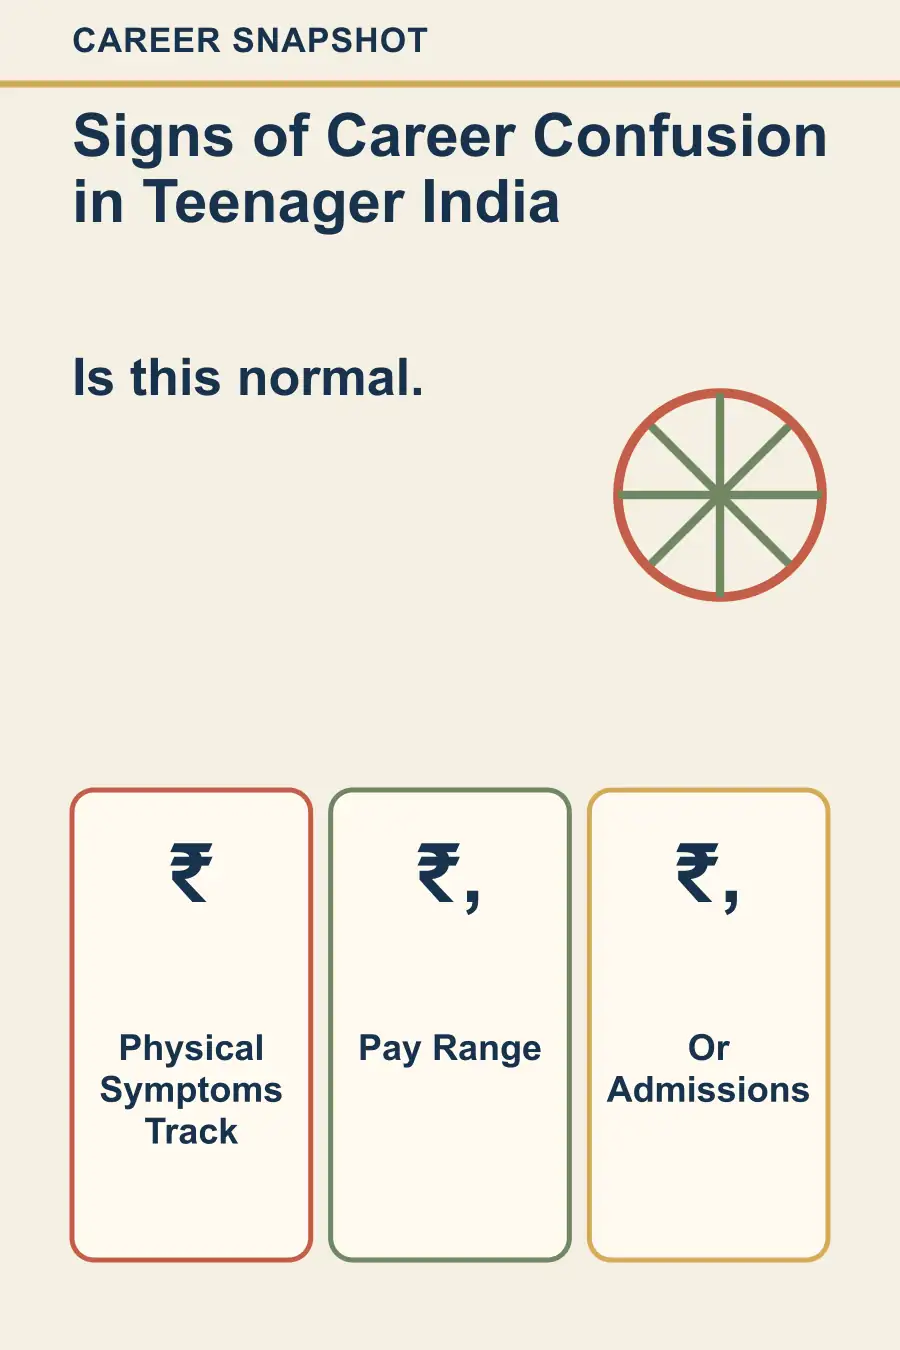 CAREER SNAPSHOT
Signs of Career Confusion
in Teenager India
Is this normal.
₹
Physical
Symptoms
Track
₹,
Pay Range
₹,
Or
Admissions